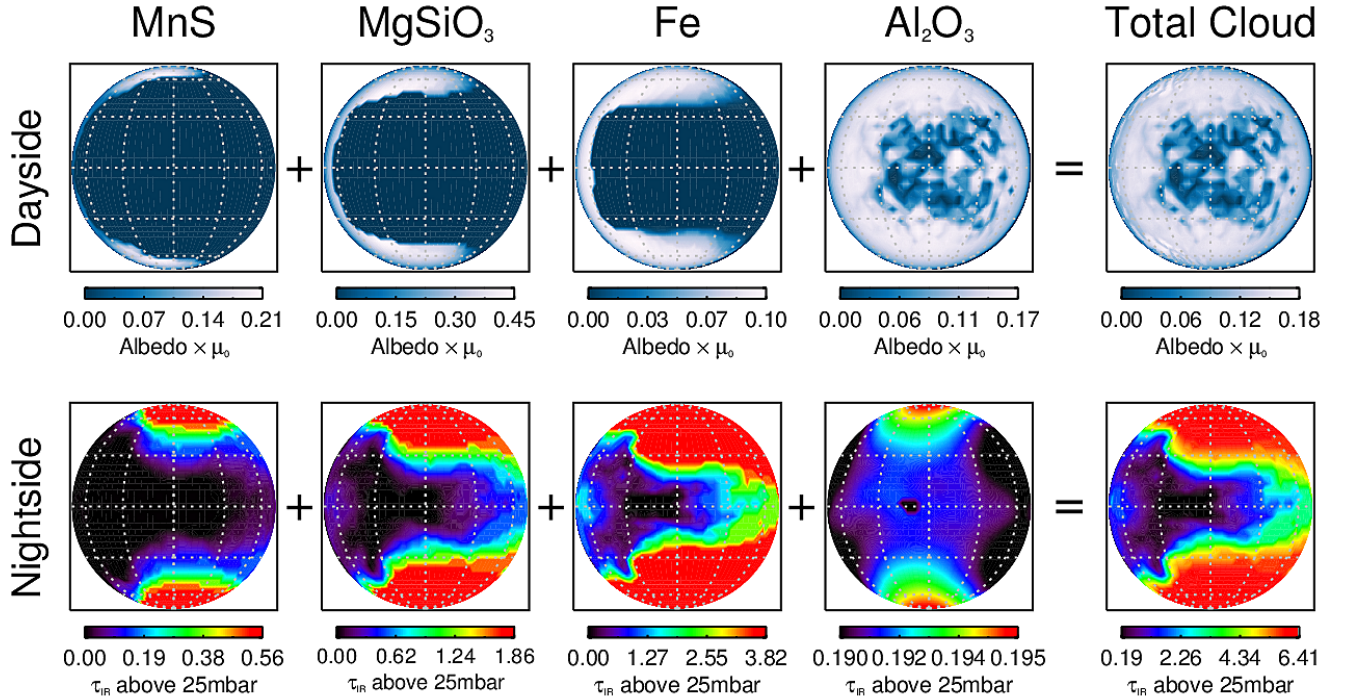 MnS MgSiO₃ Fe Al₂O₃ Total Cloud
Dayside
+ + + =
0.00 0.07 0.14 0.21 0.00 0.15 0.30 0.45 0.00 0.03 0.07 0.10 0.00 0.06 0.11 0.17 0.00 0.06 0.12 0.18
Albedo × μ₀ Albedo × μ₀ Albedo × μ₀ Albedo × μ₀ Albedo × μ₀
Nightside
+ + + =
0.00 0.19 0.38 0.56 0.00 0.62 1.24 1.86 0.00 1.27 2.55 3.82 0.190 0.192 0.194 0.195 0.19 2.26 4.34 6.41
τ_IR above 25mbar τ_IR above 25mbar τ_IR above 25mbar τ_IR above 25mbar τ_IR above 25mbar